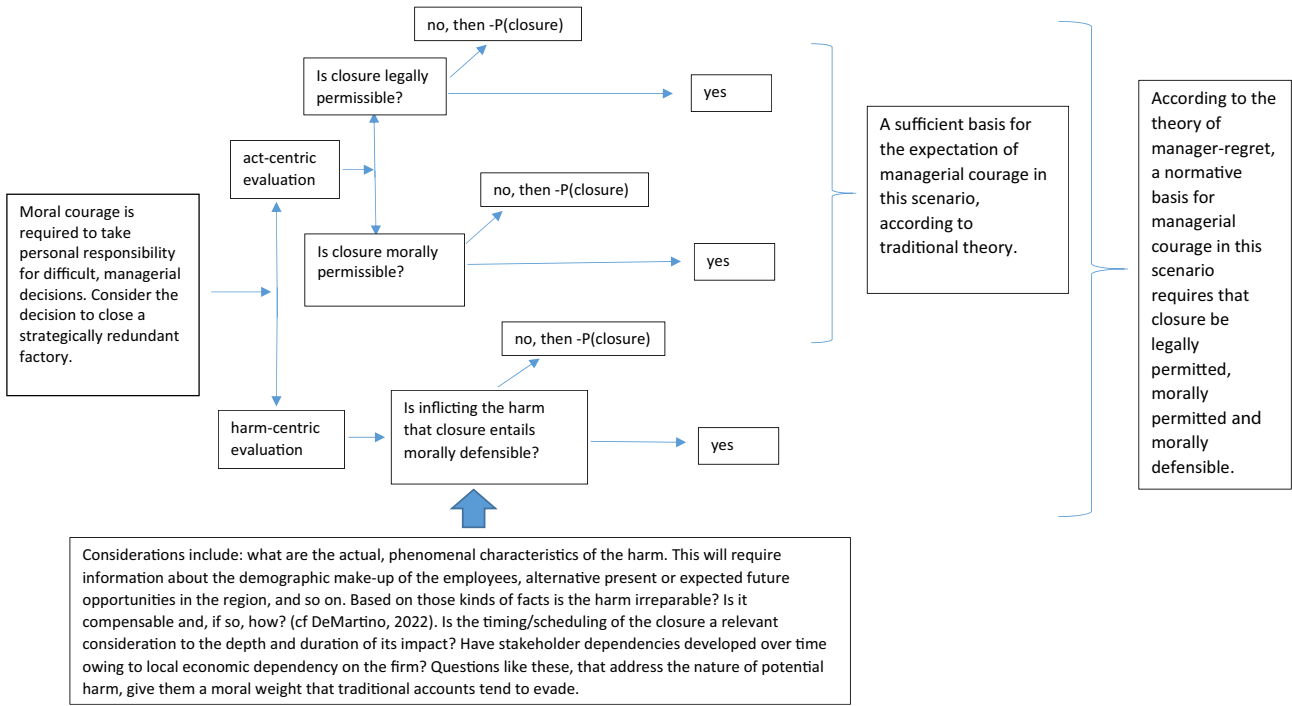 no, then -P(closure)
Is closure legally
permissible?
yes
act-centric
evaluation
no, then -P(closure)
Is closure morally
permissible?
yes
Moral courage is
required to take
personal responsibility
for difficult, managerial
decisions. Consider the
decision to close a
strategically redundant
factory.
no, then -P(closure)
harm-centric
evaluation
Is inflicting the harm
that closure entails
morally defensible?
yes
A sufficient basis for
the expectation of
managerial courage in
this scenario,
according to
traditional theory.
According to the
theory of
manager-regret,
a normative
basis for
managerial
courage in this
scenario
requires that
closure be
legally
permitted,
morally
permitted and
morally
defensible.
Considerations include: what are the actual, phenomenal characteristics of the harm. This will require
information about the demographic make-up of the employees, alternative present or expected future
opportunities in the region, and so on. Based on those kinds of facts is the harm irreparable? Is it
compensable and, if so, how? (cf DeMartino, 2022). Is the timing/scheduling of the closure a relevant
consideration to the depth and duration of its impact? Have stakeholder dependencies developed over time
owing to local economic dependency on the firm? Questions like these, that address the nature of potential
harm, give them a moral weight that traditional accounts tend to evade.